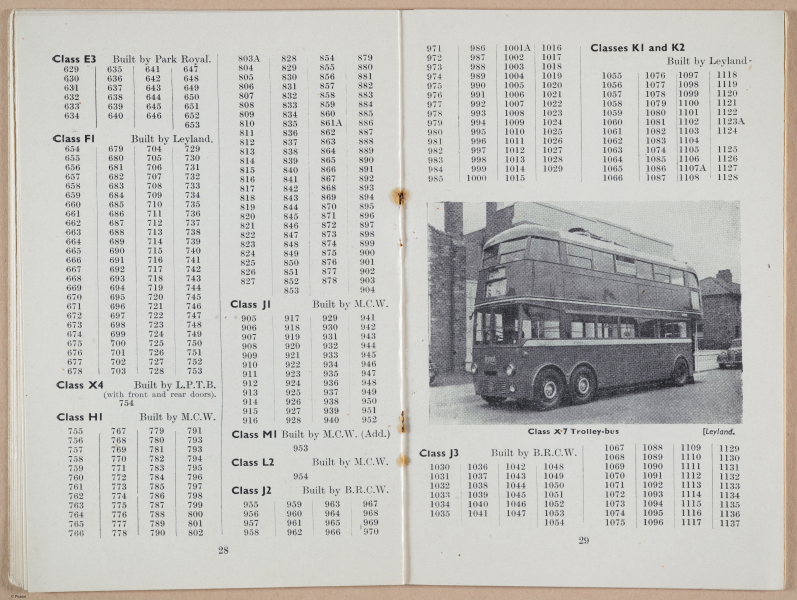 Class E3 Built by Park Royal.
629 635 641 647
630 636 642 648
631 637 643 649
632 638 644 650
633 639 645 651
634 640 646 652
653
Class F1 Built by Leyland.
654 679 704 729
655 680 705 730
656 681 706 731
657 682 707 732
658 683 708 733
659 684 709 734
660 685 710 735
661 686 711 736
662 687 712 737
663 688 713 738
664 689 714 739
665 690 715 740
666 691 716 741
667 692 717 742
668 693 718 743
669 694 719 744
670 695 720 745
671 696 721 746
672 697 722 747
673 698 723 748
674 699 724 749
675 700 725 750
676 701 726 751
677 702 727 752
678 703 728 753
Class X4 Built by L.P.T.B.
(with front and rear doors).
754
Class H1 Built by M.C.W.
755 767 779 791
756 768 780 793
757 769 781 793
758 770 782 794
759 771 783 795
760 772 784 796
761 773 785 797
762 774 786 798
763 775 787 799
764 776 788 800
765 777 789 801
766 778 790 802
803A 828 854 879
804 829 855 880
805 830 856 881
806 831 857 882
807 832 858 883
808 833 859 884
809 834 860 885
810 835 861A 886
811 836 862 887
812 837 863 888
813 838 864 889
814 839 865 890
815 840 866 891
816 841 867 892
817 842 868 893
818 843 869 894
819 844 870 895
820 845 871 896
821 846 872 897
822 847 873 898
823 848 874 899
824 849 875 900
825 850 876 901
826 851 877 902
827 852 878 903
853 904
Class J1 Built by M.C.W.
905 917 929 941
906 918 930 942
907 919 931 943
908 920 932 944
909 921 933 945
910 922 934 946
911 923 935 947
912 924 936 948
913 925 937 949
914 926 938 950
915 927 939 951
916 928 940 952
Class M1 Built by M.C.W. (Add.)
953
Class L2 Built by M.C.W.
954
Class J2 Built by B.R.C.W.
955 959 963 967
956 960 964 968
957 961 965 969
958 962 966 970
28
971 986 1001A 1016
972 987 1002 1017
973 988 1003 1018
974 989 1004 1019
975 990 1005 1020
976 991 1006 1021
977 992 1007 1022
978 993 1008 1023
979 994 1009 1024
980 995 1010 1025
981 996 1011 1026
982 997 1012 1027
983 998 1013 1028
984 999 1014 1029
985 1000 1015
Classes K1 and K2
Built by Leyland-
1055 1076 1097 1118
1056 1077 1098 1119
1057 1078 1099 1120
1058 1079 1100 1121
1059 1080 1101 1122
1060 1081 1102 1123A
1061 1082 1103 1124
1062 1083 1104
1063 1074 1105 1125
1064 1085 1106 1126
1065 1086 1107A 1127
1066 1087 1108 1128
Class X7 Trolley-bus [Leyland.
Class J3 Built by B.R.C.W.
1030 1036 1042 1048
1031 1037 1043 1049
1032 1038 1044 1050
1033 1039 1045 1051
1034 1040 1046 1052
1035 1041 1047 1053
1054
1067 1088 1109 1129
1068 1089 1110 1130
1069 1090 1111 1131
1070 1091 1112 1132
1071 1092 1113 1133
1072 1093 1114 1134
1073 1094 1115 1135
1074 1095 1116 1136
1075 1096 1117 1137
29